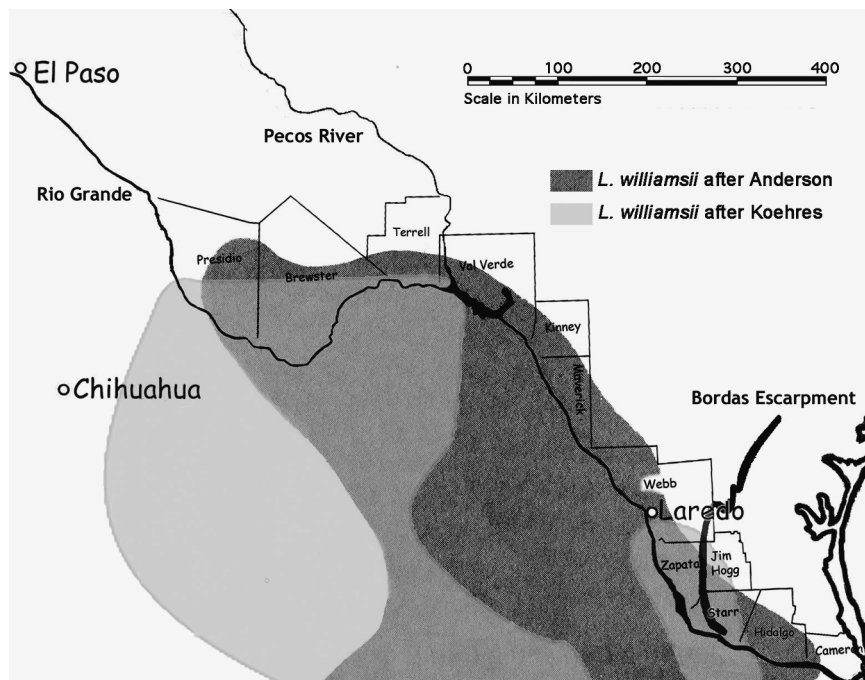 El Paso
0 100 200 300 400
Scale in Kilometers
Pecos River
L. williamsii after Anderson
Rio Grande
L. williamsii after Koehres
Terrell
Presidio
Brewster
Val Verde
Kinney
Chihuahua
Maverick
Bordas Escarpment
Webb
Laredo
Zapata
Jim
Hogg
Starr
Hidalgo
Cameron